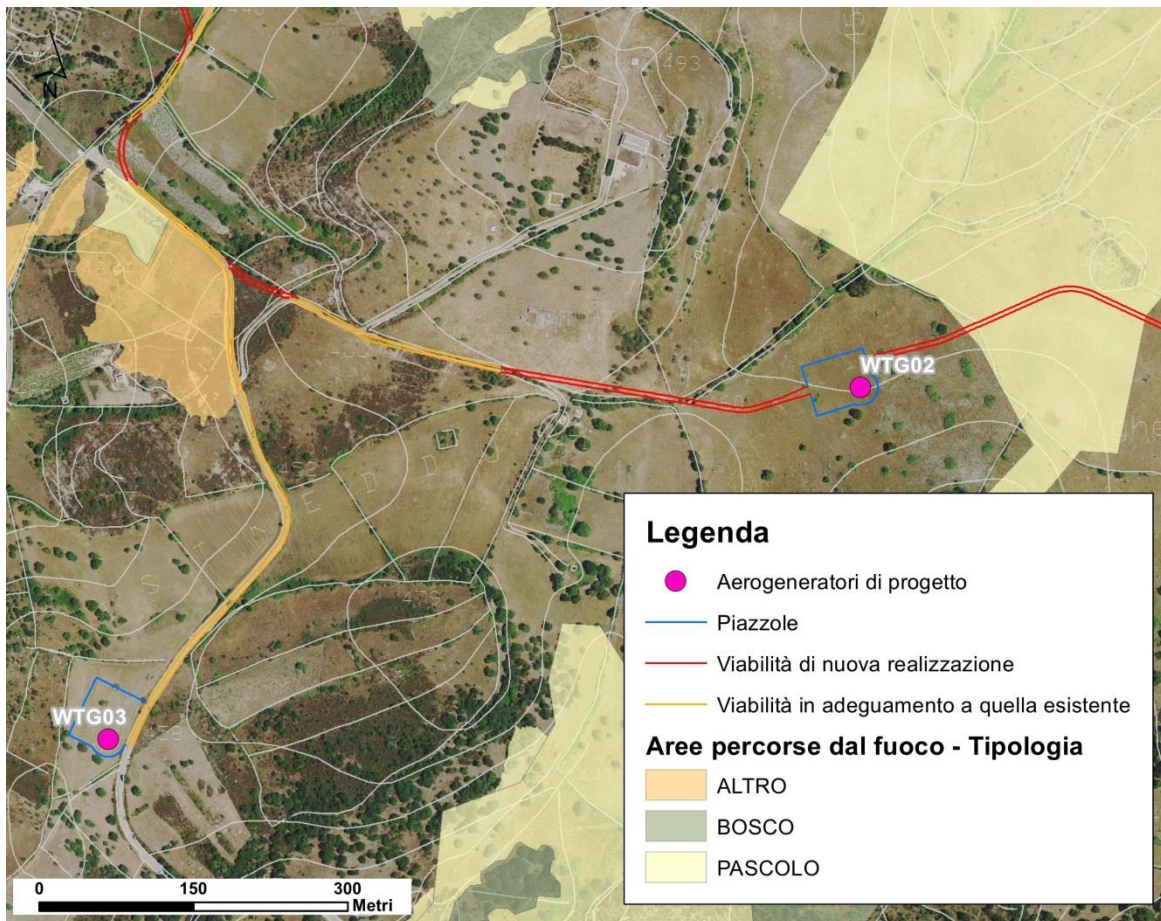 N
493
WTG02
WTG03
Legenda
Aerogeneratori di progetto
Piazzole
Viabilità di nuova realizzazione
Viabilità in adeguamento a quella esistente
Aree percorse dal fuoco - Tipologia
ALTRO
BOSCO
PASCOLO
0 150 300
Metri